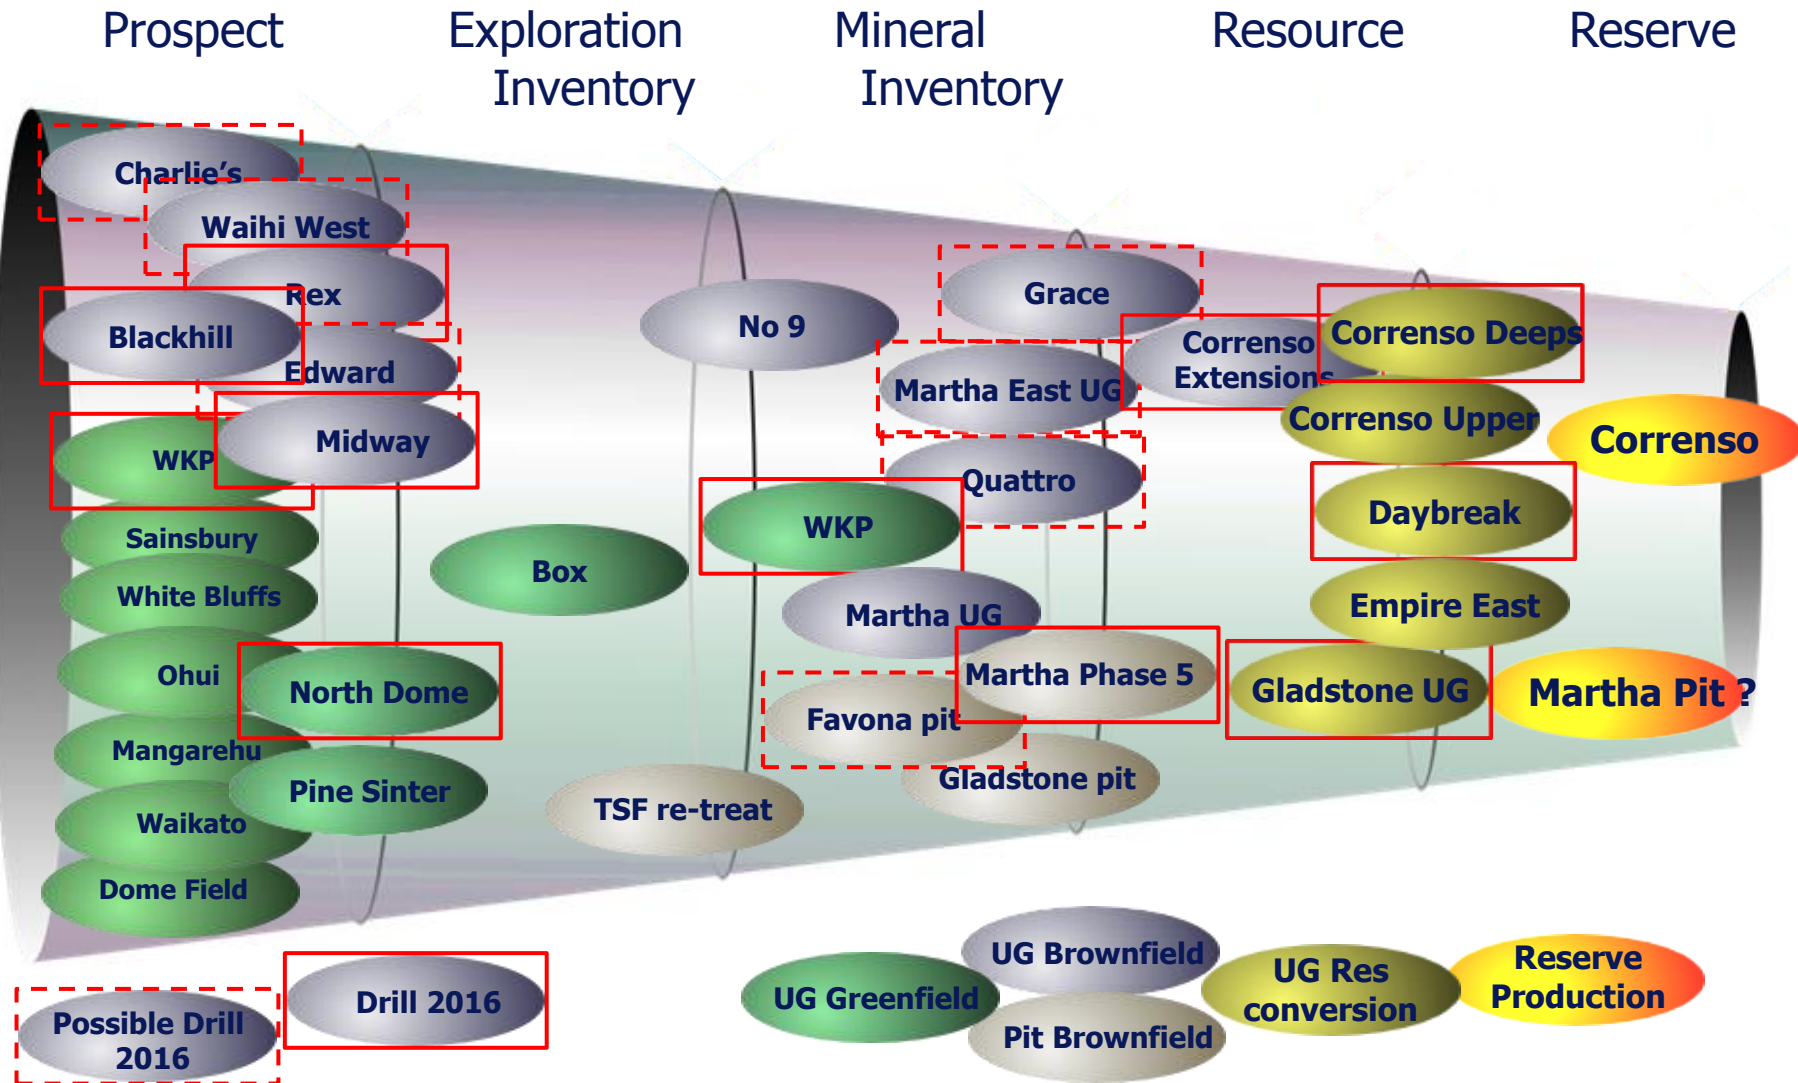 Prospect
Exploration
Inventory
Mineral
Inventory
Resource
Reserve
Charlie's
Waihi West
Rex
Blackhill
Edward
Midway
WKP
Sainsbury
White Bluffs
Ohui
North Dome
Mangarehu
Pine Sinter
Waikato
Dome Field
No 9
Box
TSF re-treat
Grace
Martha East UG
Quattro
WKP
Martha UG
Martha Phase 5
Favona pit
Gladstone pit
Correnso
Extensions
Correnso Deeps
Correnso Upper
Daybreak
Empire East
Gladstone UG
Correnso
Martha Pit ?
Possible Drill
2016
Drill 2016
UG Greenfield
UG Brownfield
Pit Brownfield
UG Res
conversion
Reserve
Production